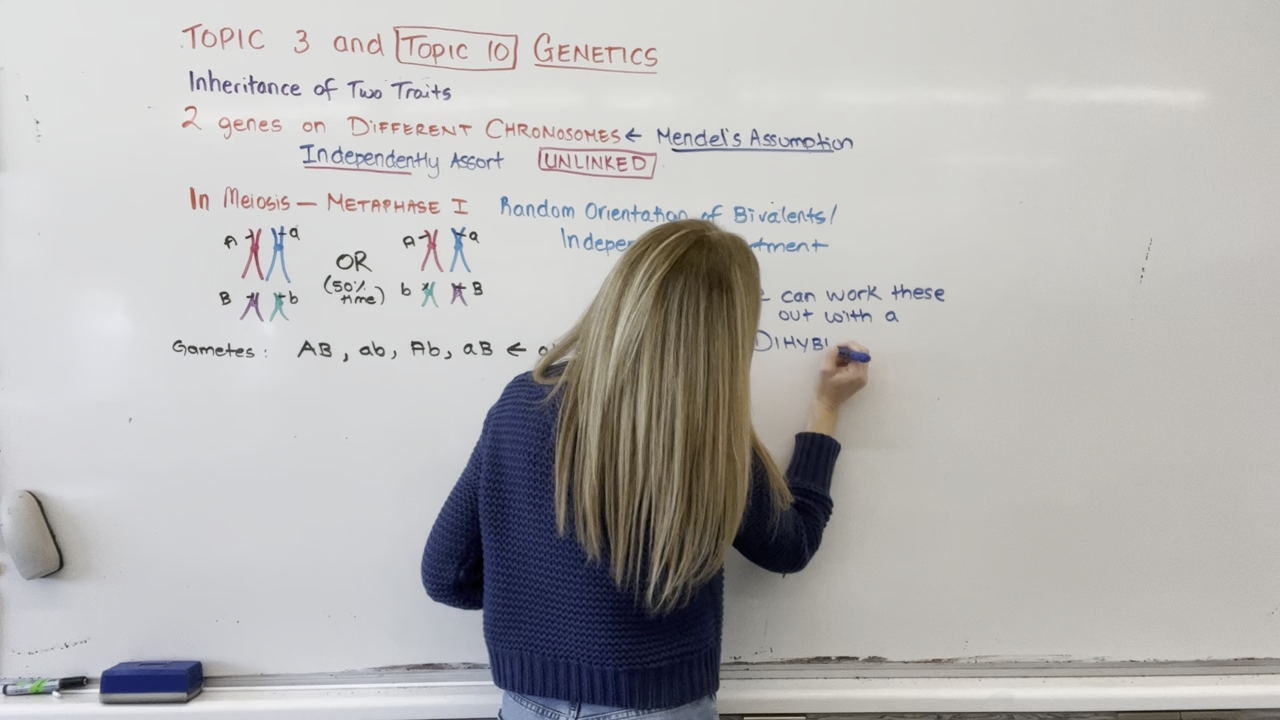 TOPIC 3 and TOPIC 10 GENETICS
Inheritance of Two Traits
2 genes on DIFFERENT CHRONOSOMES ← Mendel's Assumption
Independently Assort UNLINKED
In Meiosis — METAPHASE I Random Orientation of Bivalents/
A a OR A a
(50% time)
B b b B
can work these
out with a
Gametes: AB, ab, Ab, aB ←